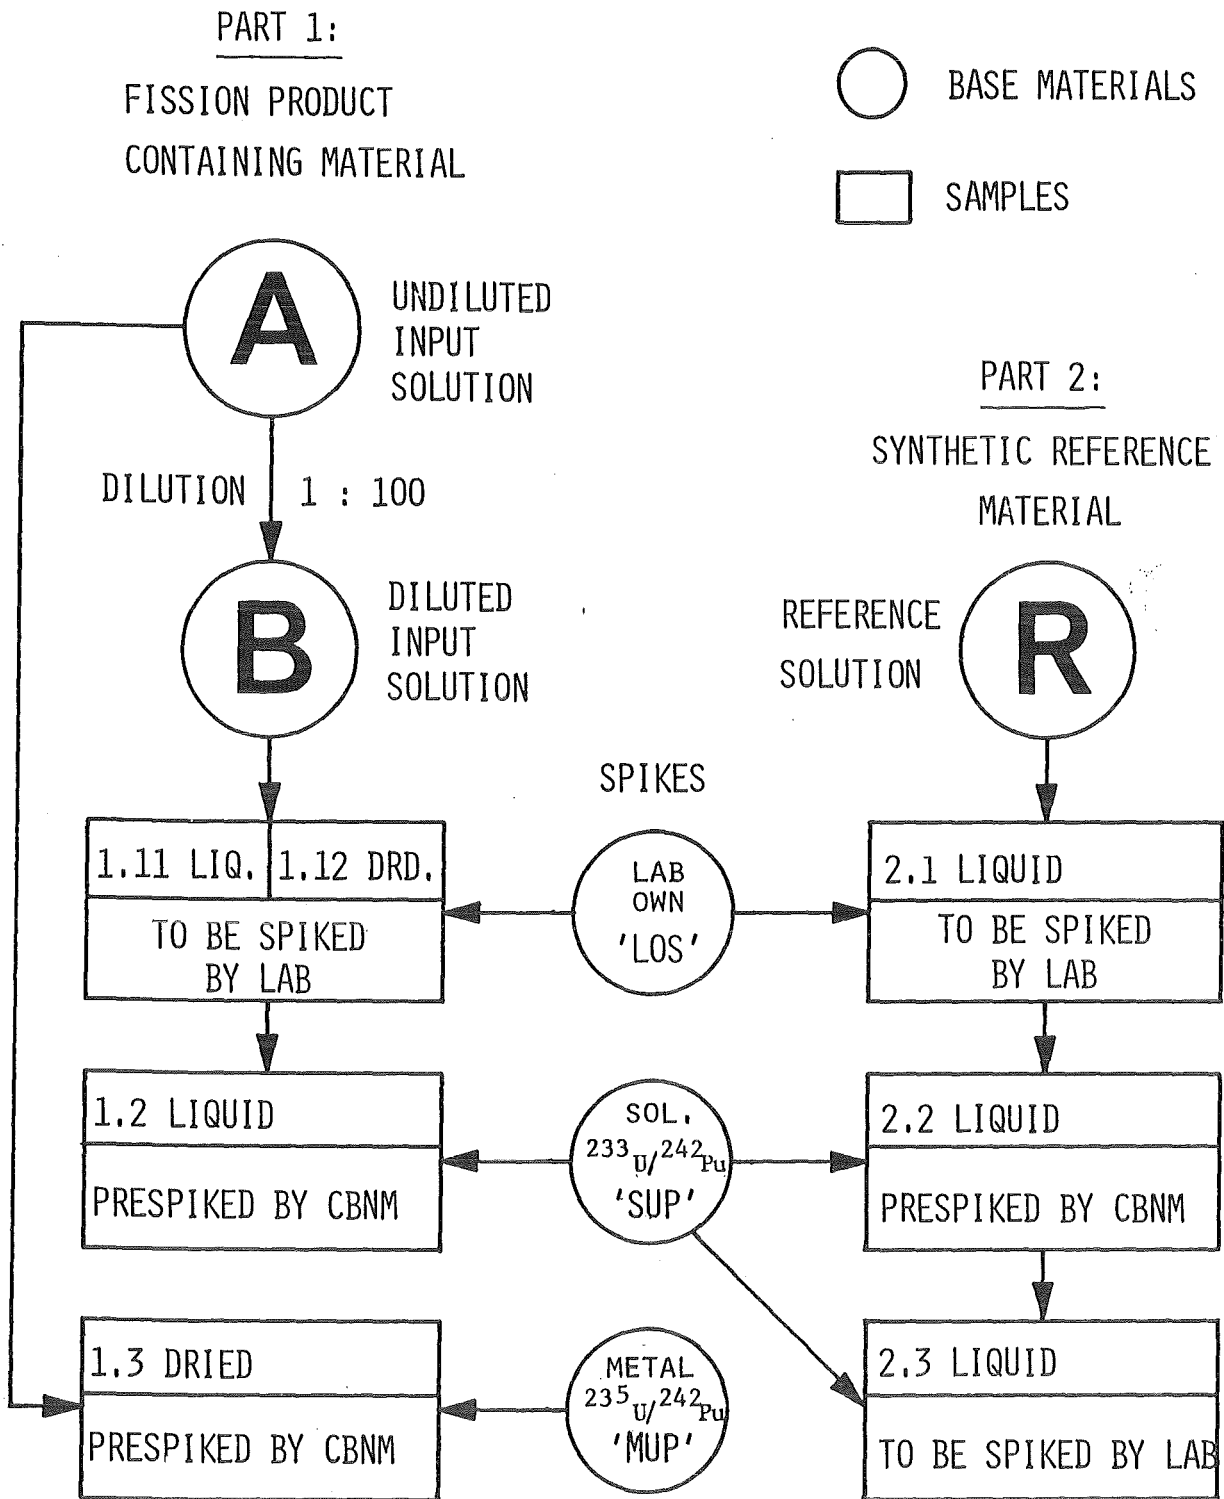 PART 1:
FISSION PRODUCT
CONTAINING MATERIAL
BASE MATERIALS
SAMPLES
A
UNDILUTED
INPUT
SOLUTION
DILUTION 1 : 100
B
DILUTED
INPUT
SOLUTION
PART 2:
SYNTHETIC REFERENCE
MATERIAL
REFERENCE
SOLUTION
R
SPIKES
1.11 LIQ.
1.12 DRD.
TO BE SPIKED
BY LAB
LAB
OWN
'LOS'
2.1 LIQUID
TO BE SPIKED
BY LAB
1.2 LIQUID
PRESPIKED BY CBNM
SOL.
²³³U/²⁴²Pu
'SUP'
2.2 LIQUID
PRESPIKED BY CBNM
1.3 DRIED
PRESPIKED BY CBNM
METAL
²³⁵U/²⁴²Pu
'MUP'
2.3 LIQUID
TO BE SPIKED BY LAB